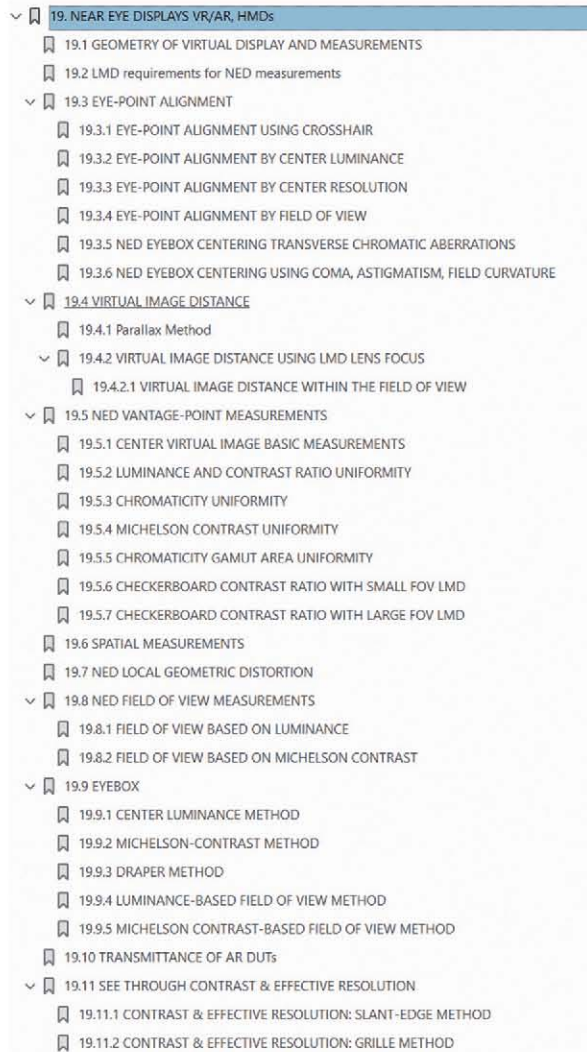 19. NEAR EYE DISPLAYS VR/AR, HMDs
19.1 GEOMETRY OF VIRTUAL DISPLAY AND MEASUREMENTS
19.2 LMD requirements for NED measurements
19.3 EYE-POINT ALIGNMENT
19.3.1 EYE-POINT ALIGNMENT USING CROSSHAIR
19.3.2 EYE-POINT ALIGNMENT BY CENTER LUMINANCE
19.3.3 EYE-POINT ALIGNMENT BY CENTER RESOLUTION
19.3.4 EYE-POINT ALIGNMENT BY FIELD OF VIEW
19.3.5 NED EYEBOX CENTERING TRANSVERSE CHROMATIC ABERRATIONS
19.3.6 NED EYEBOX CENTERING USING COMA, ASTIGMATISM, FIELD CURVATURE
19.4 VIRTUAL IMAGE DISTANCE
19.4.1 Parallax Method
19.4.2 VIRTUAL IMAGE DISTANCE USING LMD LENS FOCUS
19.4.2.1 VIRTUAL IMAGE DISTANCE WITHIN THE FIELD OF VIEW
19.5 NED VANTAGE-POINT MEASUREMENTS
19.5.1 CENTER VIRTUAL IMAGE BASIC MEASUREMENTS
19.5.2 LUMINANCE AND CONTRAST RATIO UNIFORMITY
19.5.3 CHROMATICITY UNIFORMITY
19.5.4 MICHELSON CONTRAST UNIFORMITY
19.5.5 CHROMATICITY GAMUT AREA UNIFORMITY
19.5.6 CHECKERBOARD CONTRAST RATIO WITH SMALL FOV LMD
19.5.7 CHECKERBOARD CONTRAST RATIO WITH LARGE FOV LMD
19.6 SPATIAL MEASUREMENTS
19.7 NED LOCAL GEOMETRIC DISTORTION
19.8 NED FIELD OF VIEW MEASUREMENTS
19.8.1 FIELD OF VIEW BASED ON LUMINANCE
19.8.2 FIELD OF VIEW BASED ON MICHELSON CONTRAST
19.9 EYEBOX
19.9.1 CENTER LUMINANCE METHOD
19.9.2 MICHELSON-CONTRAST METHOD
19.9.3 DRAPER METHOD
19.9.4 LUMINANCE-BASED FIELD OF VIEW METHOD
19.9.5 MICHELSON CONTRAST-BASED FIELD OF VIEW METHOD
19.10 TRANSMITTANCE OF AR DUTs
19.11 SEE THROUGH CONTRAST & EFFECTIVE RESOLUTION
19.11.1 CONTRAST & EFFECTIVE RESOLUTION: SLANT-EDGE METHOD
19.11.2 CONTRAST & EFFECTIVE RESOLUTION: GRILLE METHOD